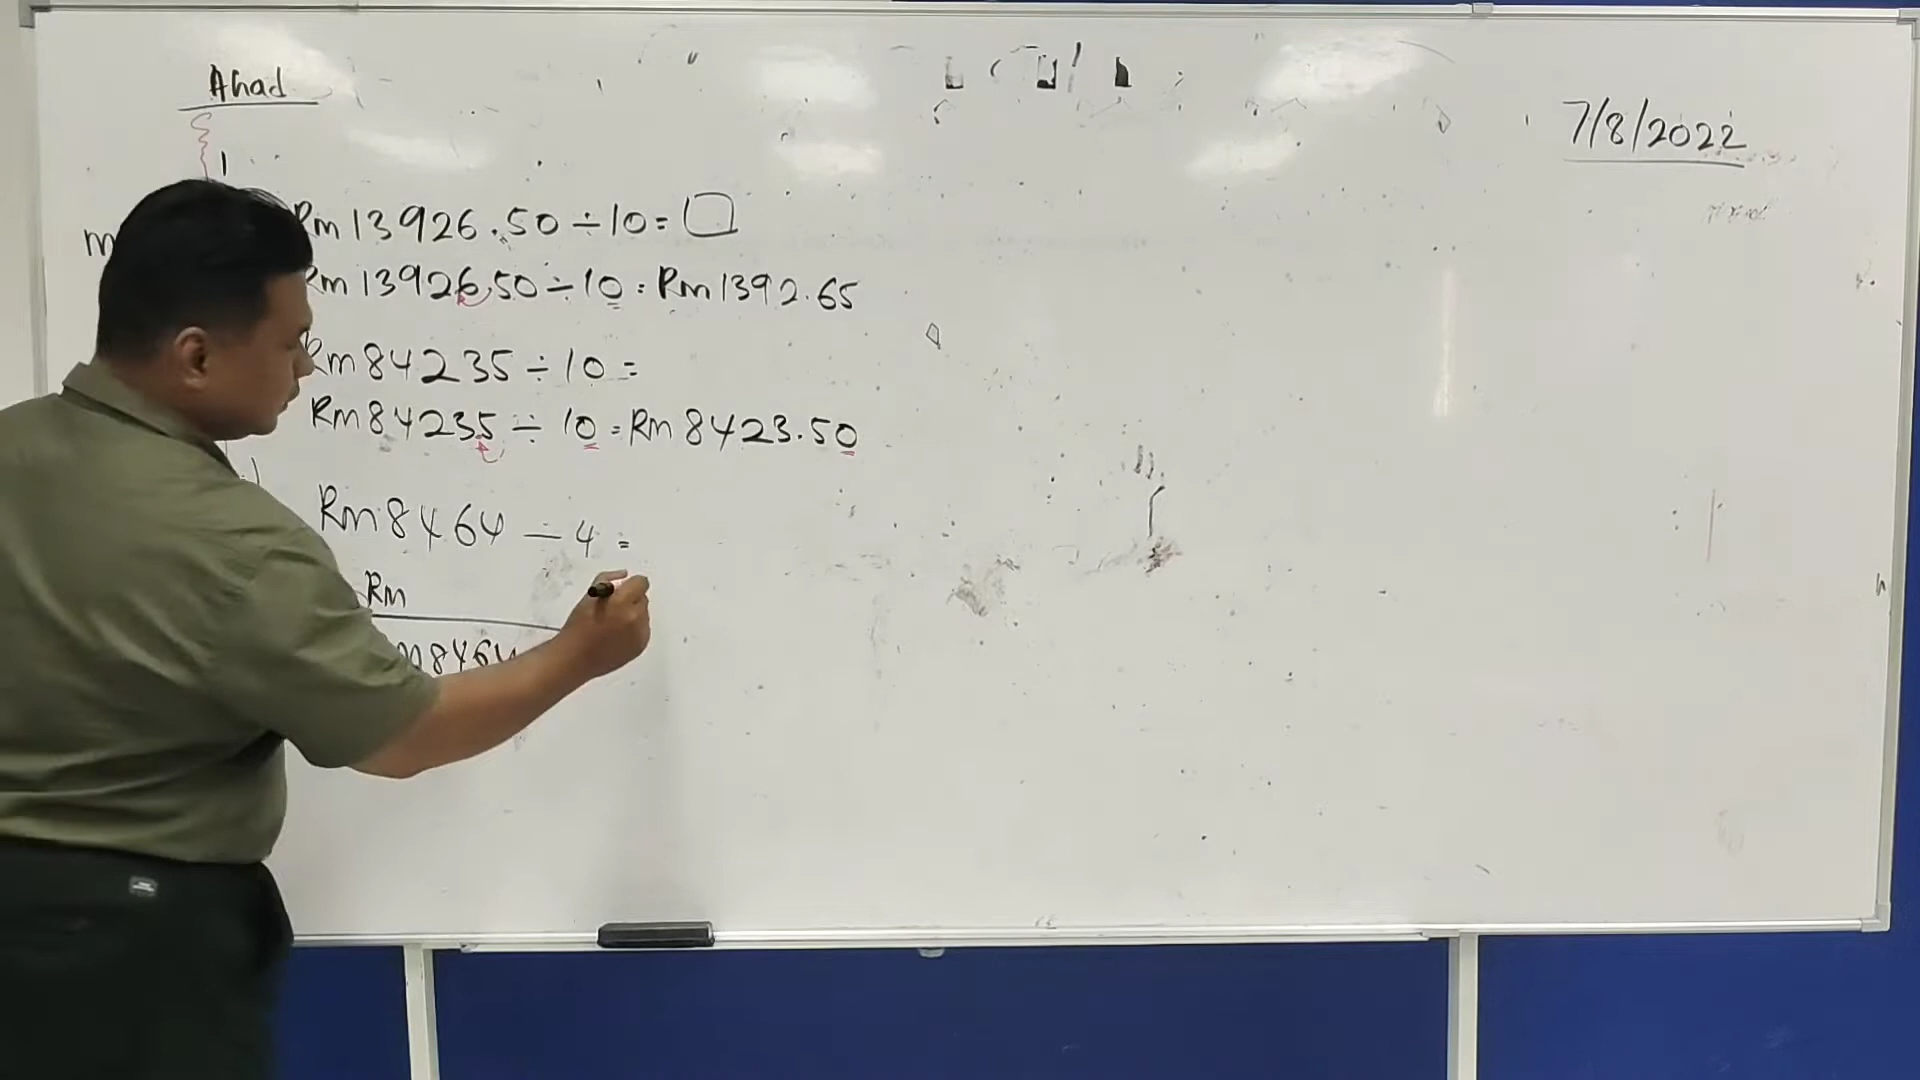 Ahad
7/8/2022
1
m
Rm 13926.50 ÷ 10 = □
Rm 13926.50 ÷ 10 = Rm 1392.65
Rm 84235 ÷ 10 =
Rm 84235 ÷ 10 = Rm 8423.50
Rm 8464 ÷ 4 =
Rm
m 8464